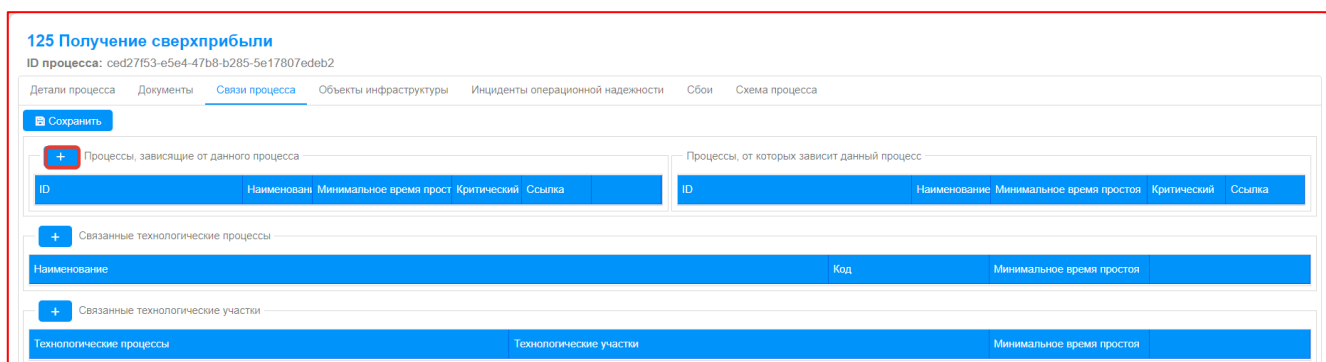 125 Получение сверхприбыли
ID процесса: ced27f53-e5e4-47b8-b285-5e17807edeb2
Детали процесса Документы Связи процесса Объекты инфраструктуры Инциденты операционной надежности Сбои Схема процесса
Сохранить
+ Процессы, зависящие от данного процесса Процессы, от которых зависит данный процесс
ID Наименовани Минимальное время прост Критический Ссылка ID Наименование Минимальное время простоя Критический Ссылка
+ Связанные технологические процессы
Наименование Код Минимальное время простоя
+ Связанные технологические участки
Технологические процессы Технологические участки Минимальное время простоя